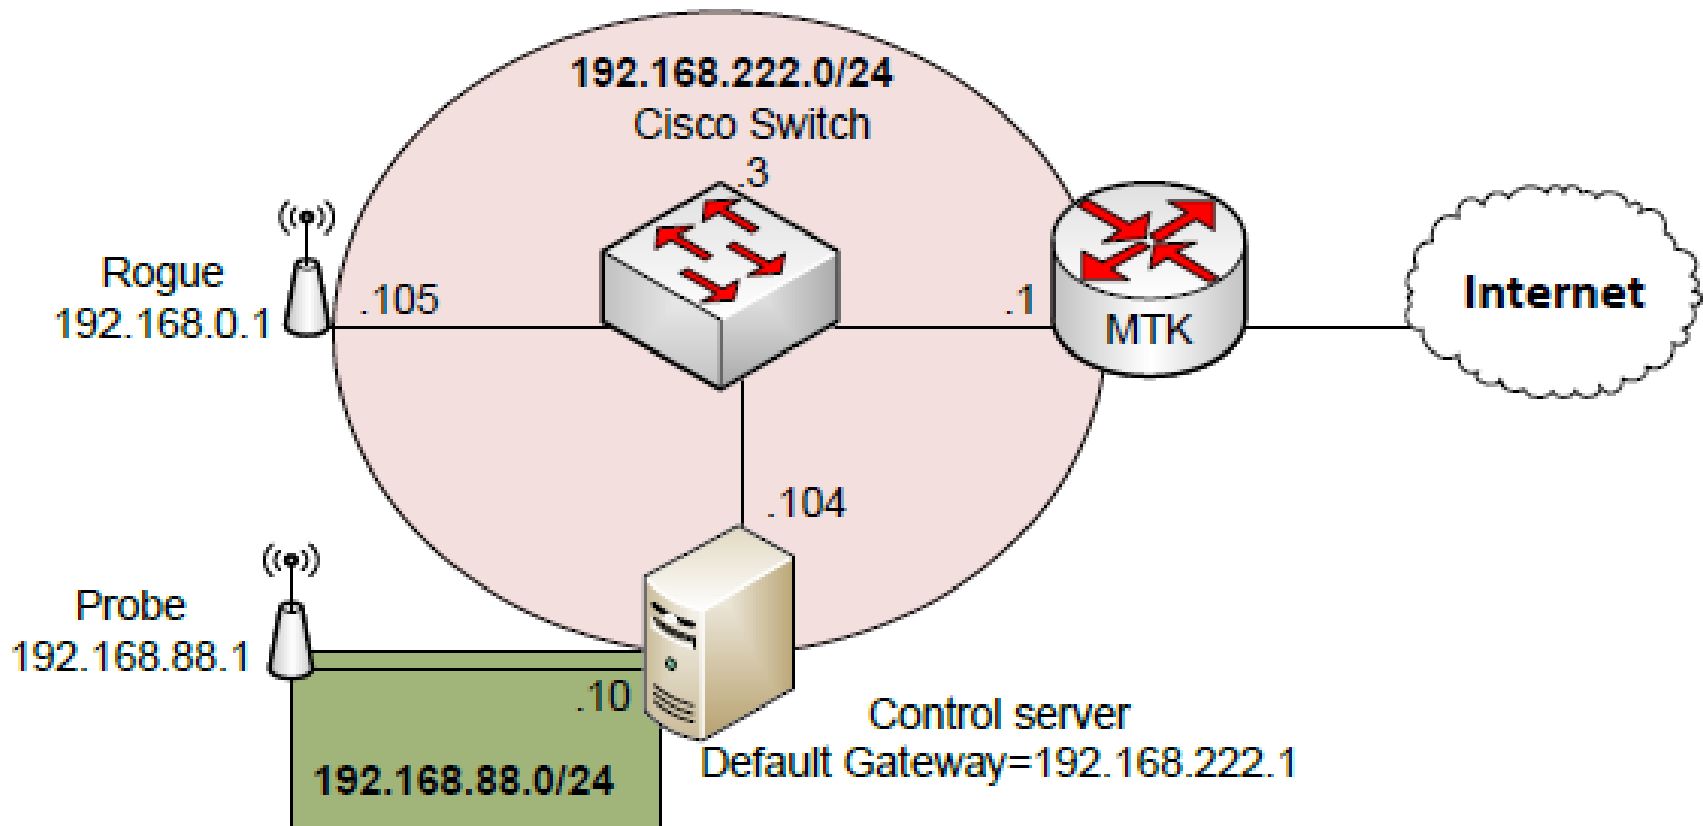 192.168.222.0/24
Cisco Switch
.3
Rogue
192.168.0.1
.105
.1
MTK
Internet
.104
Probe
192.168.88.1
.10
Control server
Default Gateway=192.168.222.1
192.168.88.0/24